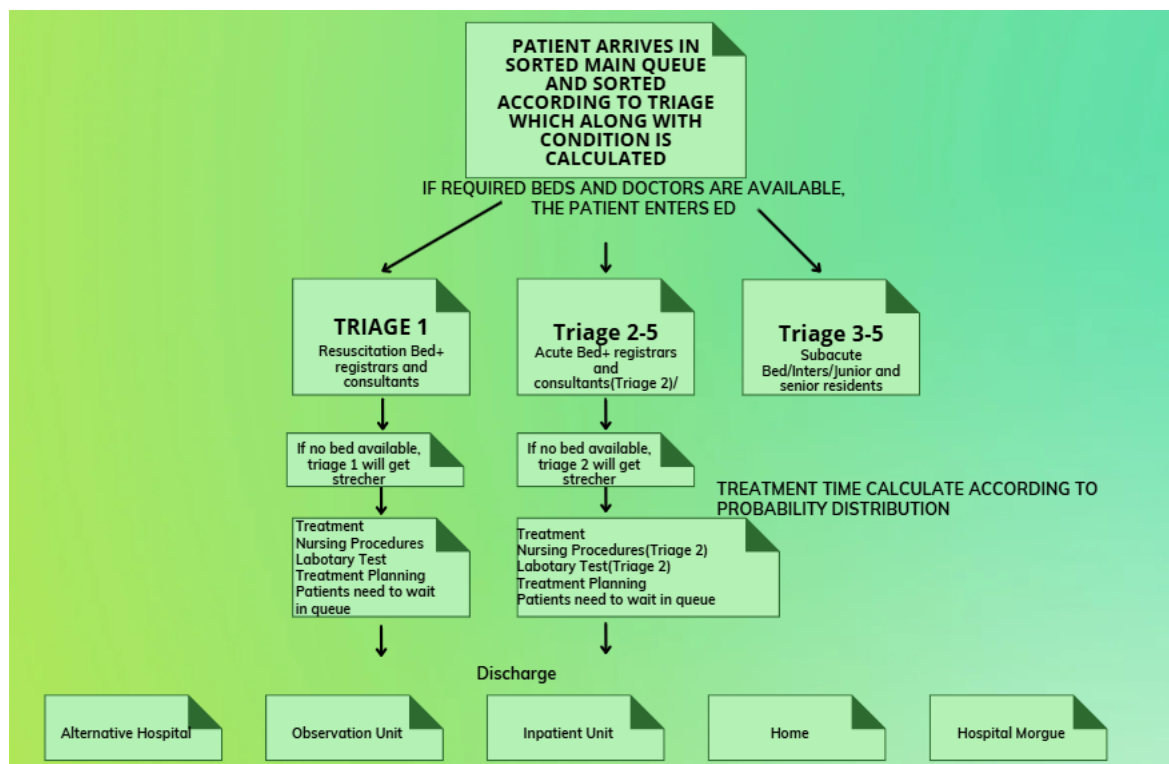 PATIENT ARRIVES IN
SORTED MAIN QUEUE
AND SORTED
ACCORDING TO TRIAGE
WHICH ALONG WITH
CONDITION IS
CALCULATED
IF REQUIRED BEDS AND DOCTORS ARE AVAILABLE,
THE PATIENT ENTERS ED
TRIAGE 1
Resuscitation Bed+
registrars and
consultants
Triage 2-5
Acute Bed+ registrars
and
consultants(Triage 2)/
Triage 3-5
Subacute
Bed/Inters/Junior and
senior residents
If no bed available,
triage 1 will get
strecher
If no bed available,
triage 2 will get
strecher
TREATMENT TIME CALCULATE ACCORDING TO
PROBABILITY DISTRIBUTION
Treatment
Nursing Procedures
Labotary Test
Treatment Planning
Patients need to wait
in queue
Treatment
Nursing Procedures(Triage 2)
Labotary Test(Triage 2)
Treatment Planning
Patients need to wait in queue
Discharge
Alternative Hospital
Observation Unit
Inpatient Unit
Home
Hospital Morgue